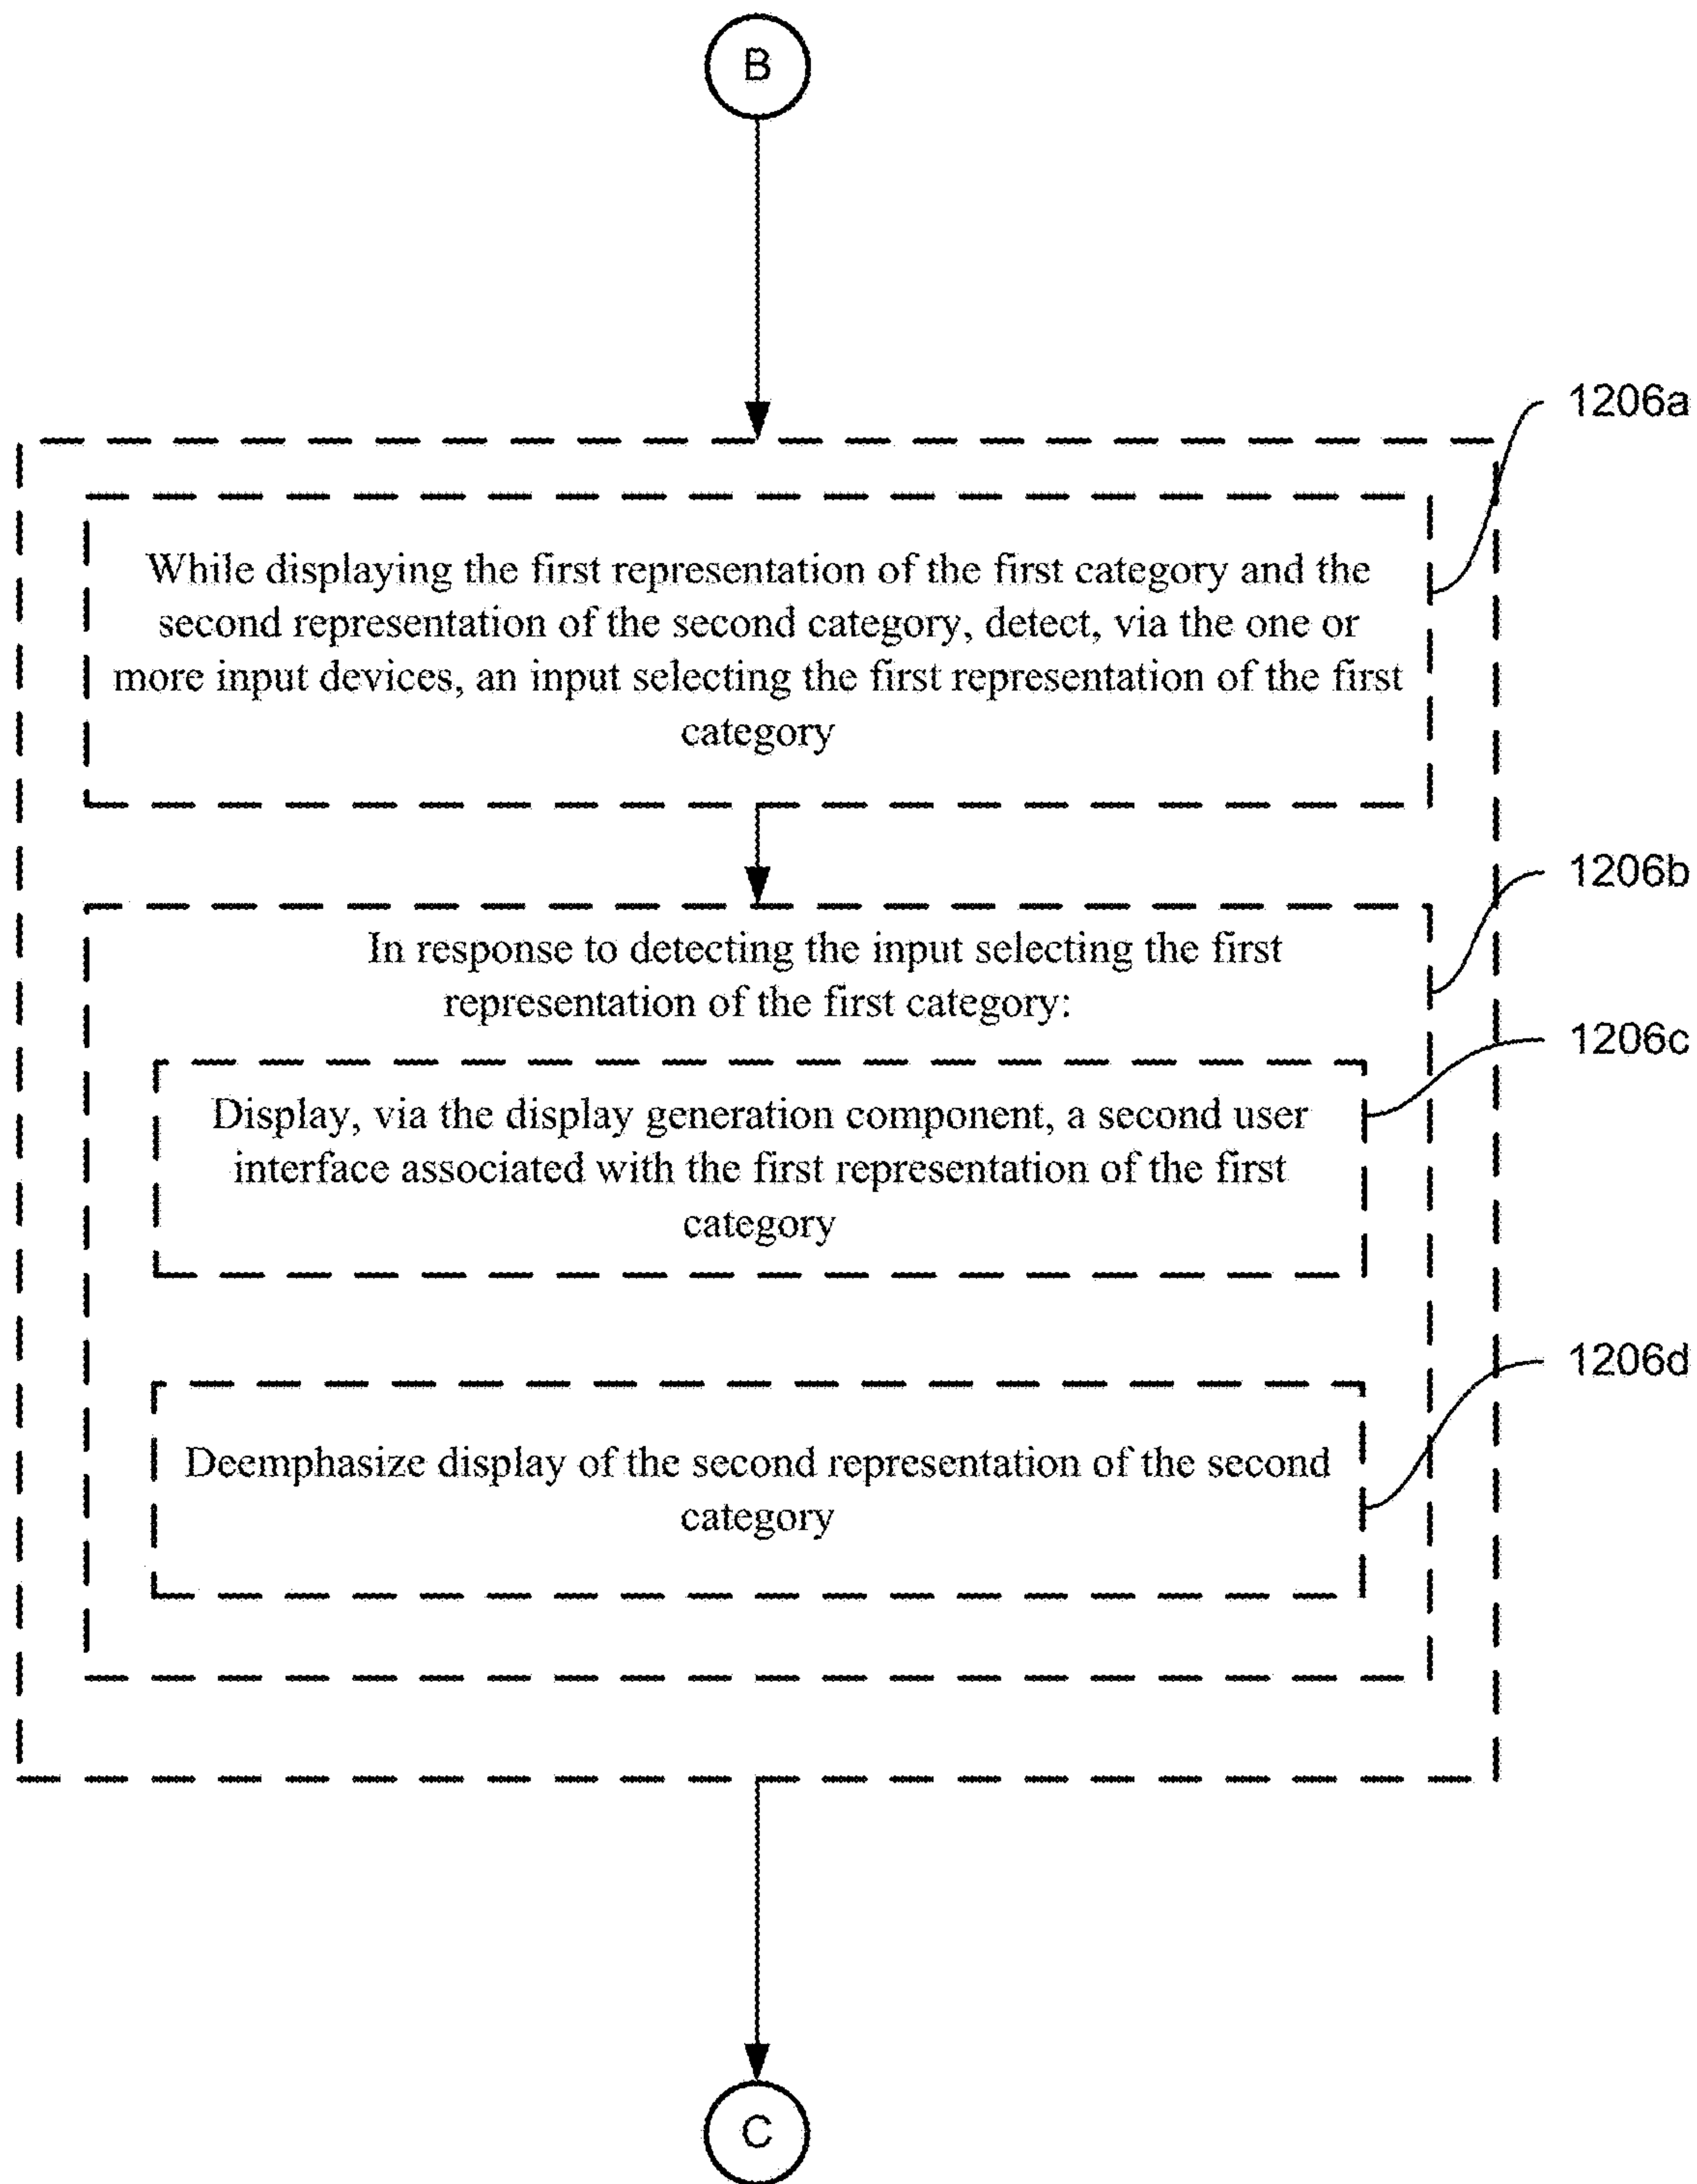 B
1206a
While displaying the first representation of the first category and the
second representation of the second category, detect, via the one or
more input devices, an input selecting the first representation of the first
category
1206b
In response to detecting the input selecting the first
representation of the first category:
1206c
Display, via the display generation component, a second user
interface associated with the first representation of the first
category
1206d
Deemphasize display of the second representation of the second
category
C